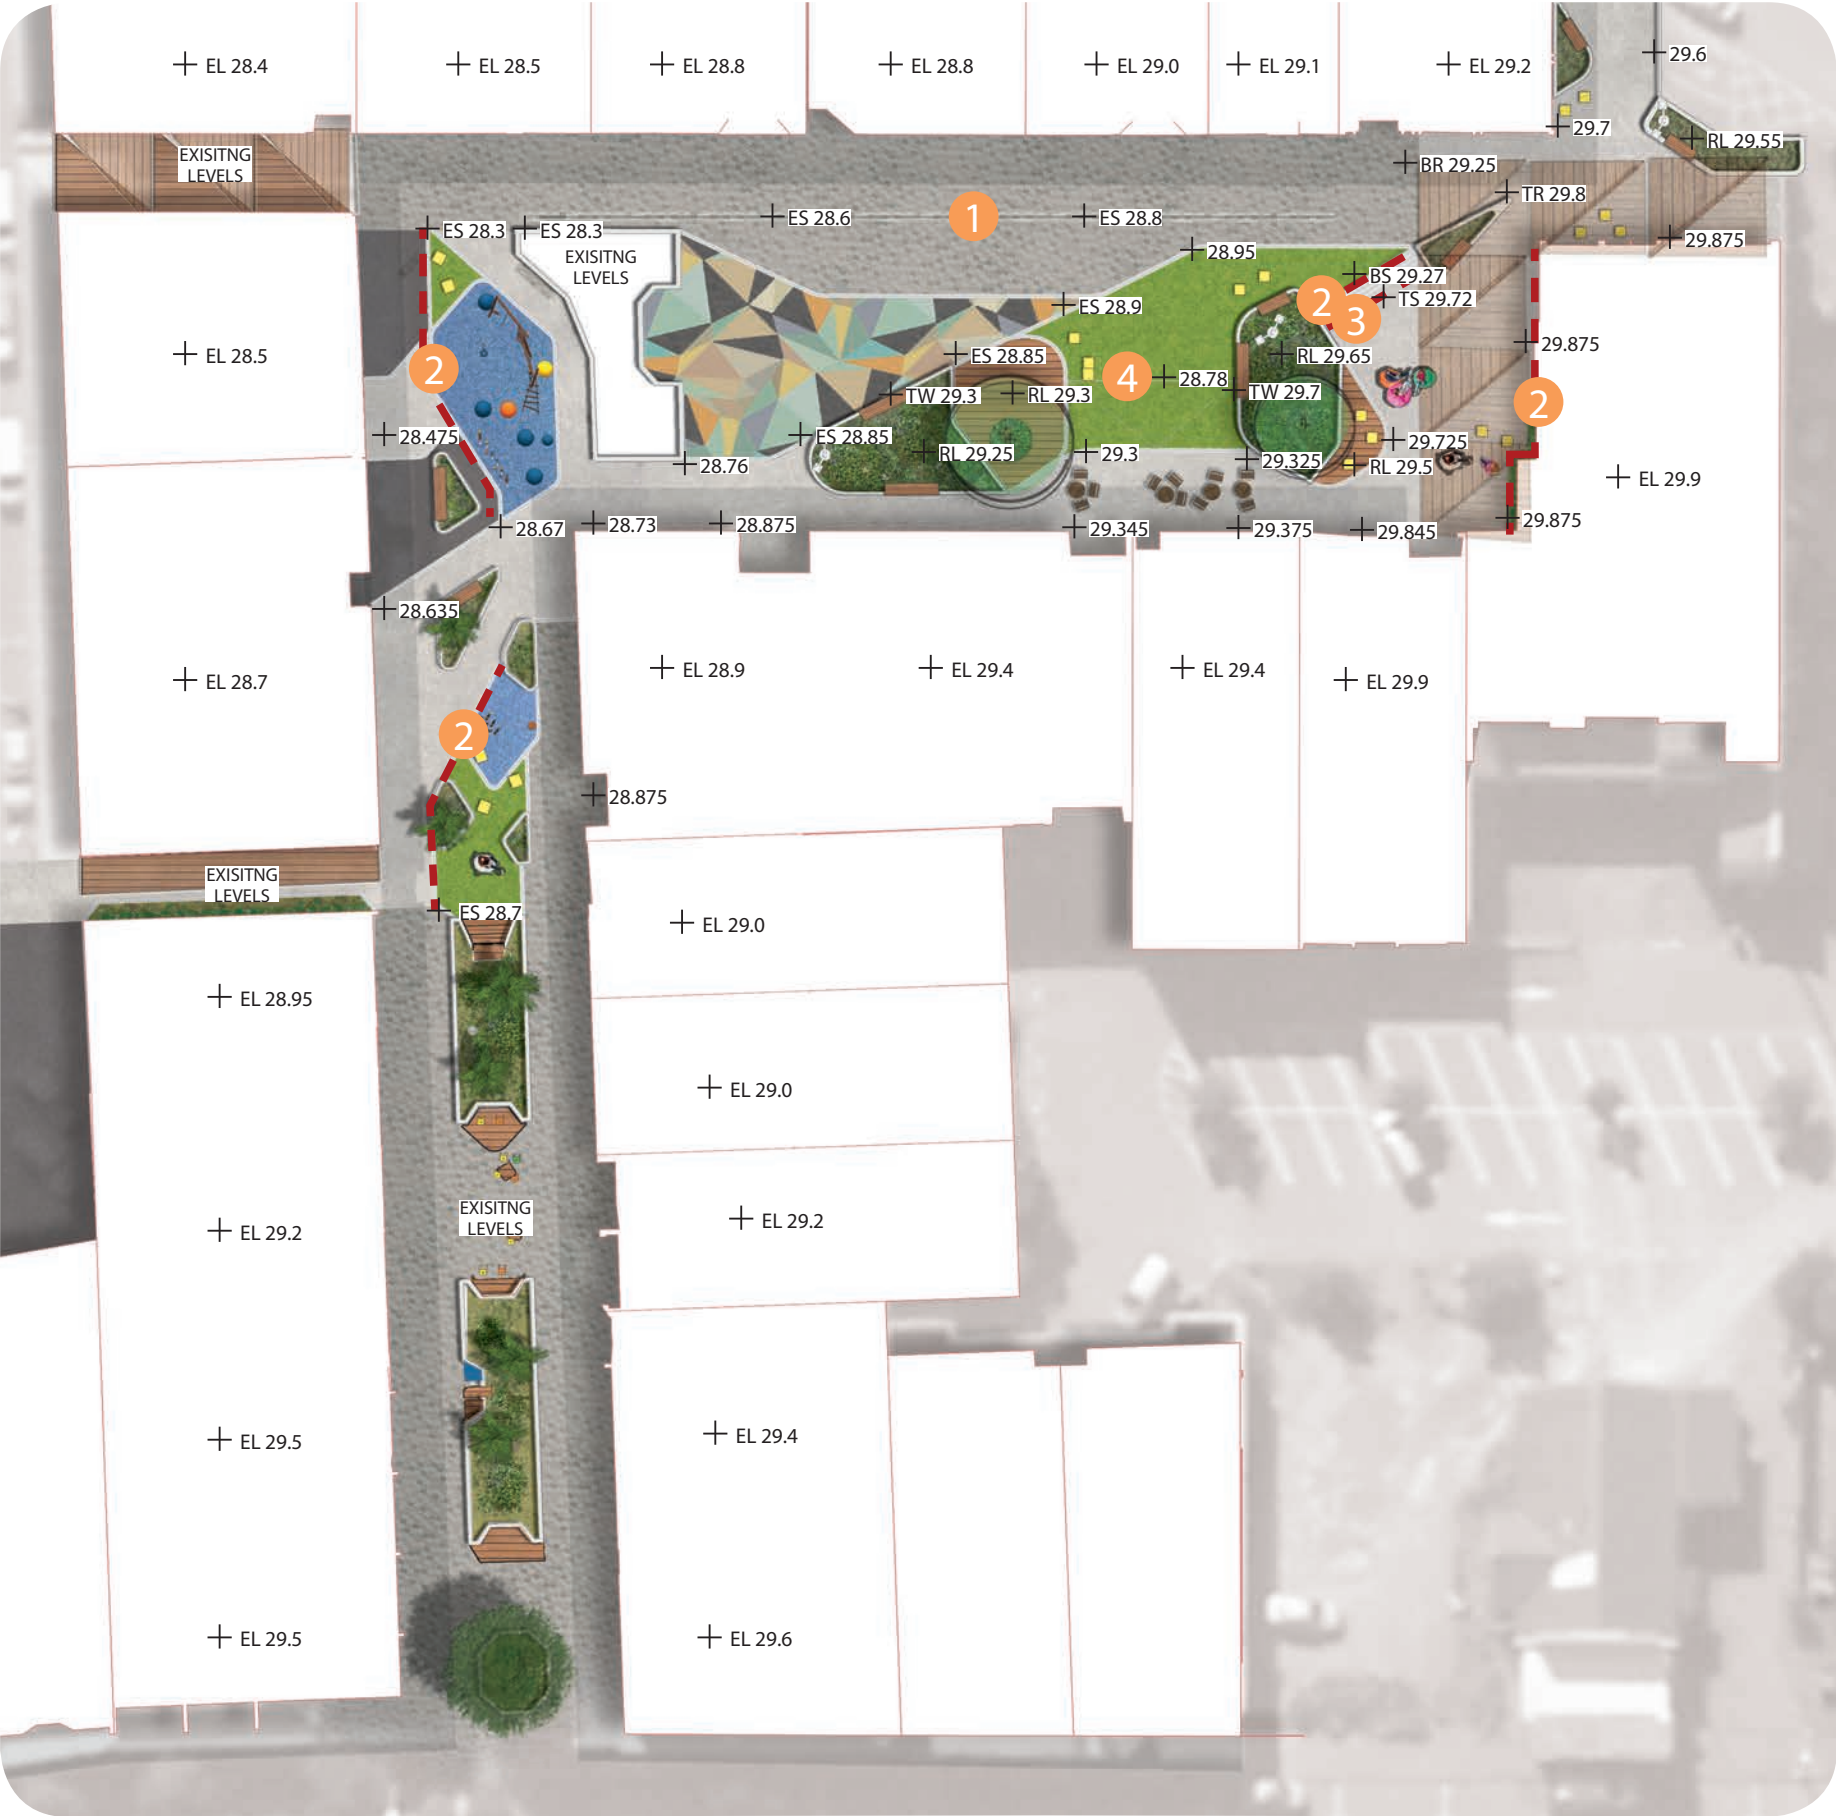 EL 28.4
EL 28.5
EL 28.8
EL 28.8
EL 29.0
EL 29.1
EL 29.2
29.6
29.7
RL 29.55
EXISITNG
LEVELS
BR 29.25
TR 29.8
ES 28.3
ES 28.3
ES 28.6
1
ES 28.8
29.875
EXISITNG
LEVELS
28.95
BS 29.27
2
TS 29.72
3
ES 28.9
EL 28.5
2
ES 28.85
RL 29.65
29.875
4
28.78
TW 29.3
RL 29.3
TW 29.7
2
28.475
ES 28.85
29.725
28.76
RL 29.25
29.3
29.325
RL 29.5
EL 29.9
28.67
28.73
28.875
29.345
29.375
29.845
29.875
28.635
EL 28.7
EL 28.9
EL 29.4
EL 29.4
EL 29.9
2
28.875
EXISITNG
LEVELS
ES 28.7
EL 29.0
EL 28.95
EL 29.0
EXISITNG
LEVELS
EL 29.2
EL 29.2
EL 29.5
EL 29.4
EL 29.5
EL 29.6